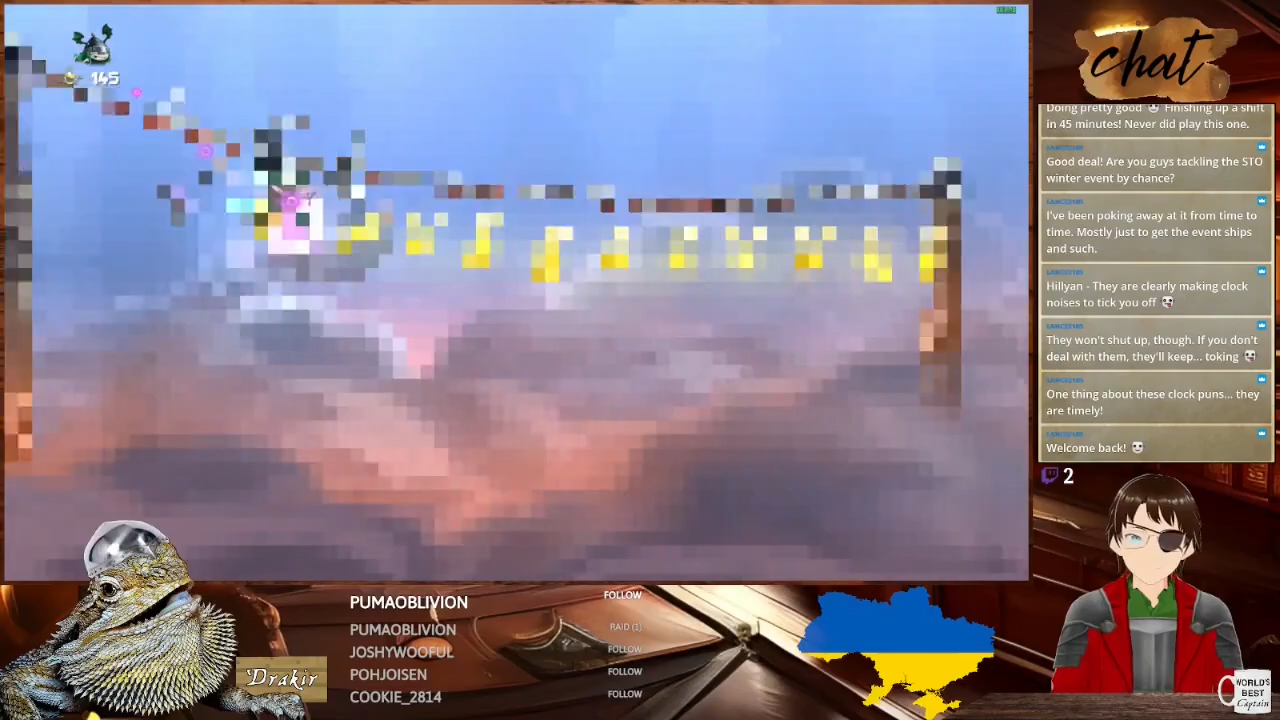 145
chat
Doing pretty good Finishing up a shift
in 45 minutes! Never did play this one.
Good deal! Are you guys tackling the STO
winter event by chance?
I've been poking away at it from time to
time. Mostly just to get the event ships
and such.
Hillyan - They are clearly making clock
noises to tick you off
They won't shut up, though. If you don't
deal with them, they'll keep... toking
One thing about these clock puns... they
are timely!
Welcome back!
2
PUMAOBLIVION FOLLOW
PUMAOBLIVION RAID (1)
JOSHYWOOFUL FOLLOW
POHJOISEN FOLLOW
COOKIE_2814 FOLLOW
Drakir
WORLD'S
BEST
Captain